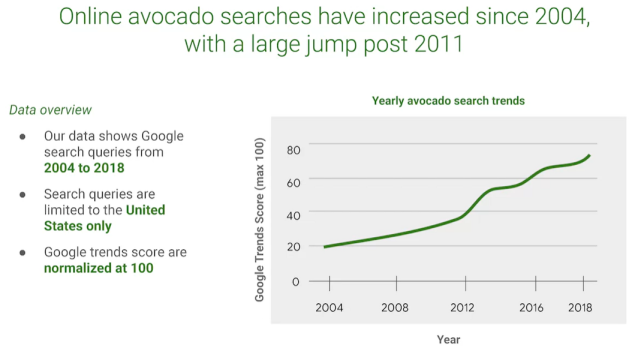 Online avocado searches have increased since 2004,
with a large jump post 2011
Data overview
● Our data shows Google
search queries from
2004 to 2018
● Search queries are
limited to the United
States only
● Google trends score are
normalized at 100
Yearly avocado search trends
Google Trends Score (max 100)
80
60
40
20
0
2004 2008 2012 2016 2018
Year